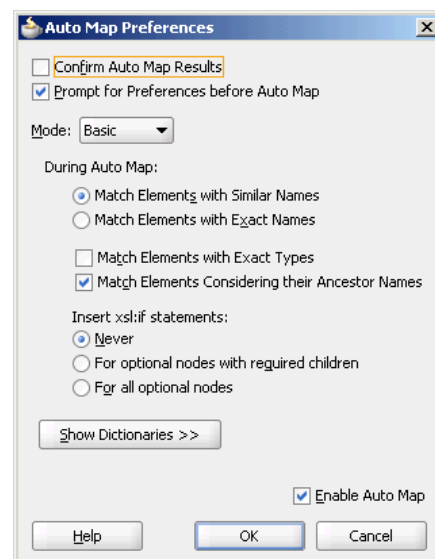 Auto Map Preferences
Confirm Auto Map Results
Prompt for Preferences before Auto Map
Mode: Basic
During Auto Map:
Match Elements with Similar Names
Match Elements with Exact Names
Match Elements with Exact Types
Match Elements Considering their Ancestor Names
Insert xsl:if statements:
Never
For optional nodes with required children
For all optional nodes
Show Dictionaries >>
Enable Auto Map
Help OK Cancel